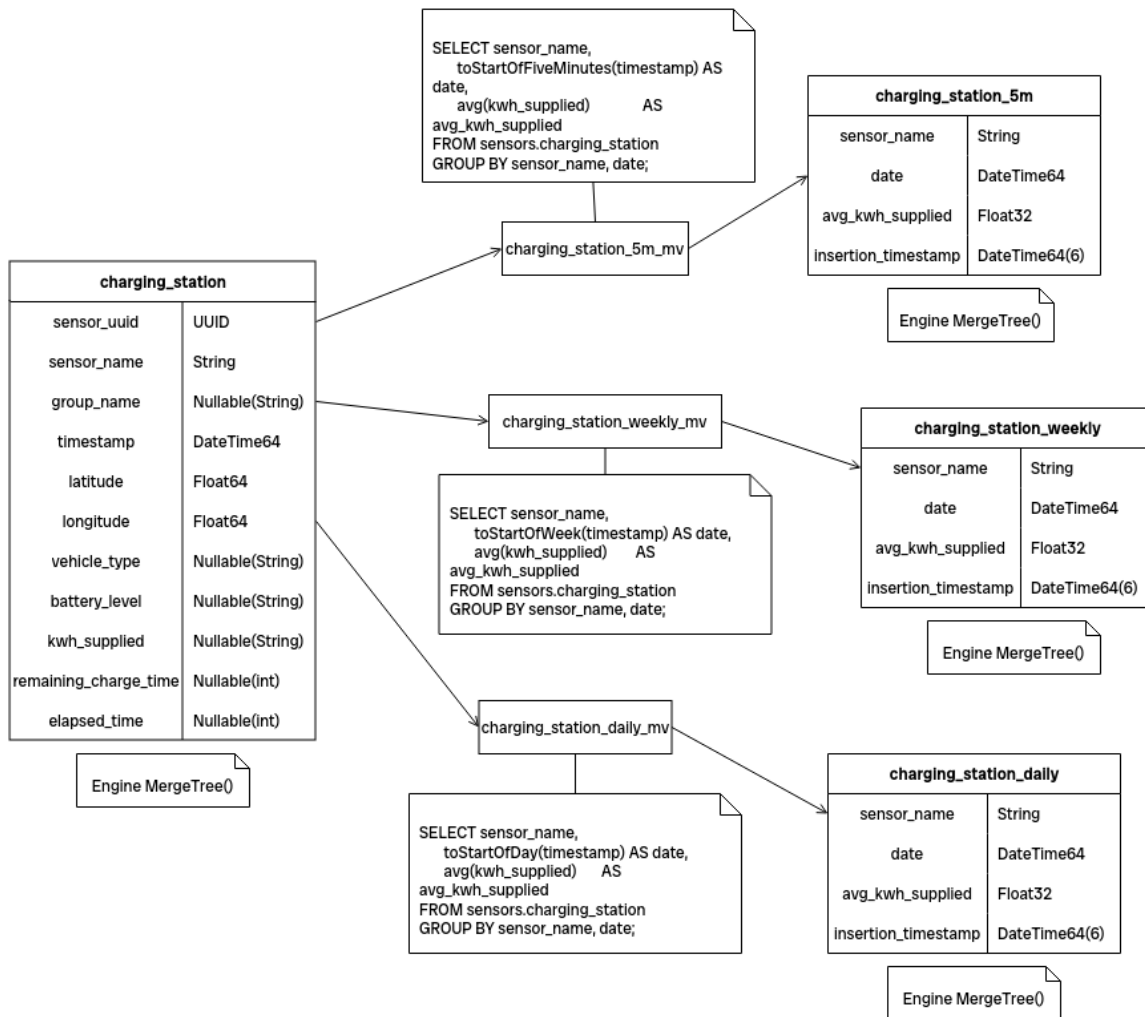 SELECT sensor_name,
toStartOfFiveMinutes(timestamp) AS
date,
avg(kwh_supplied) AS
avg_kwh_supplied
FROM sensors.charging_station
GROUP BY sensor_name, date;
charging_station_5m
sensor_name String
date DateTime64
avg_kwh_supplied Float32
insertion_timestamp DateTime64(6)
Engine MergeTree()
charging_station_5m_mv
charging_station
sensor_uuid UUID
sensor_name String
group_name Nullable(String)
timestamp DateTime64
latitude Float64
longitude Float64
vehicle_type Nullable(String)
battery_level Nullable(String)
kwh_supplied Nullable(String)
remaining_charge_time Nullable(int)
elapsed_time Nullable(int)
Engine MergeTree()
charging_station_weekly_mv
SELECT sensor_name,
toStartOfWeek(timestamp) AS date,
avg(kwh_supplied) AS
avg_kwh_supplied
FROM sensors.charging_station
GROUP BY sensor_name, date;
charging_station_weekly
sensor_name String
date DateTime64
avg_kwh_supplied Float32
insertion_timestamp DateTime64(6)
Engine MergeTree()
charging_station_daily_mv
SELECT sensor_name,
toStartOfDay(timestamp) AS date,
avg(kwh_supplied) AS
avg_kwh_supplied
FROM sensors.charging_station
GROUP BY sensor_name, date;
charging_station_daily
sensor_name String
date DateTime64
avg_kwh_supplied Float32
insertion_timestamp DateTime64(6)
Engine MergeTree()